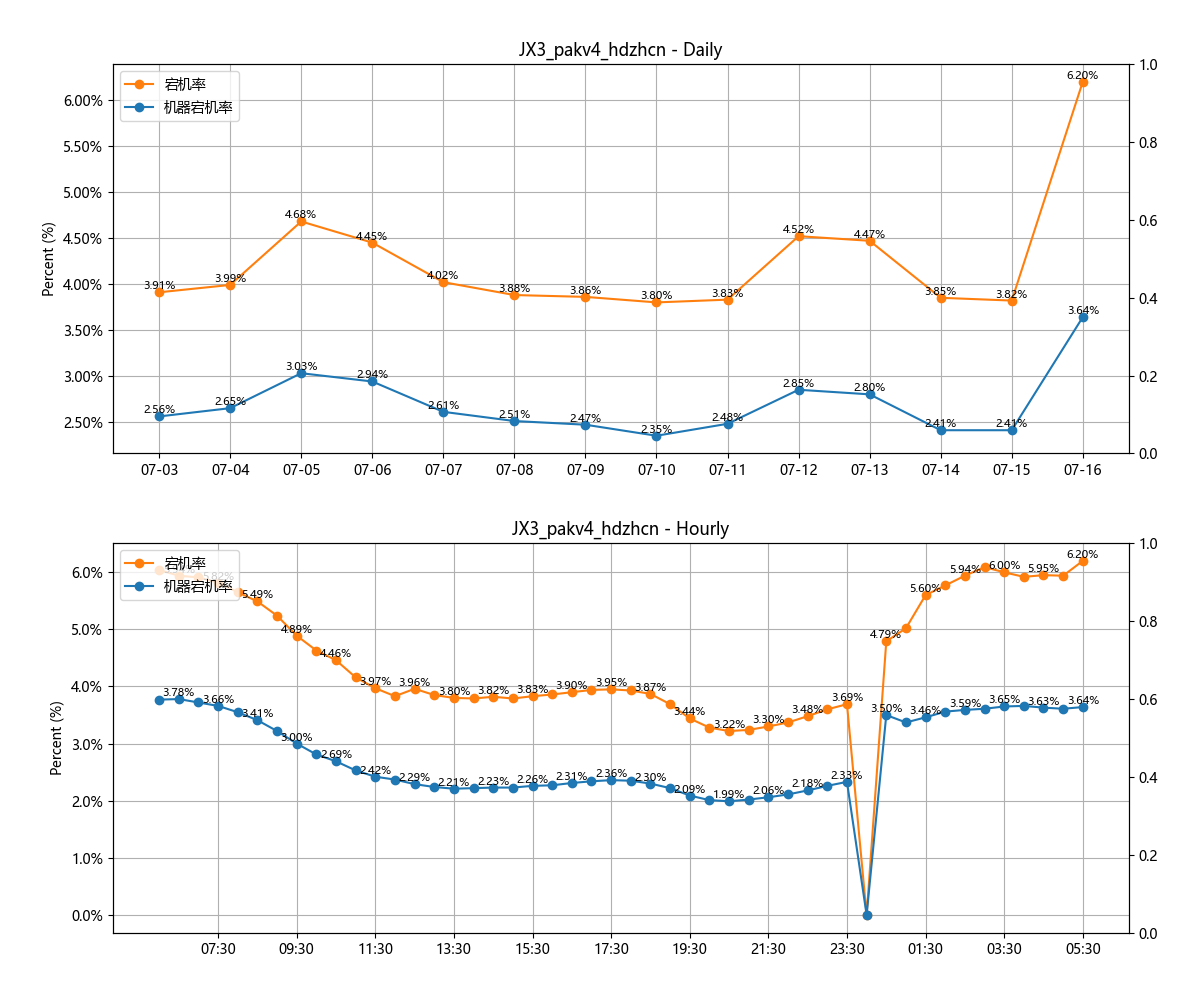 JX3_pakv4_hdzhcn - Daily
宕机率
机器宕机率
Percent (%)
6.00%
5.50%
5.00%
4.50%
4.00%
3.50%
3.00%
2.50%
1.0
0.8
0.6
0.4
0.2
0.0
3.91% 3.99% 4.68% 4.45% 4.02% 3.88% 3.86% 3.80% 3.83% 4.52% 4.47% 3.85% 3.82% 6.20%
2.56% 2.65% 3.03% 2.94% 2.61% 2.51% 2.47% 2.35% 2.48% 2.85% 2.80% 2.41% 2.41% 3.64%
07-03 07-04 07-05 07-06 07-07 07-08 07-09 07-10 07-11 07-12 07-13 07-14 07-15 07-16
JX3_pakv4_hdzhcn - Hourly
宕机率
机器宕机率
Percent (%)
6.0%
5.0%
4.0%
3.0%
2.0%
1.0%
0.0%
1.0
0.8
0.6
0.4
0.2
0.0
5.49% 4.89% 4.46% 3.97% 3.96% 3.80% 3.82% 3.83% 3.90% 3.95% 3.87% 3.44% 3.22% 3.30% 3.48% 3.69% 4.79% 5.60% 5.94% 6.00% 5.95% 6.20%
3.78% 3.66% 3.41% 3.00% 2.69% 2.42% 2.29% 2.21% 2.23% 2.26% 2.31% 2.36% 2.30% 2.09% 1.99% 2.06% 2.18% 2.33% 3.50% 3.46% 3.59% 3.65% 3.63% 3.64%
07:30 09:30 11:30 13:30 15:30 17:30 19:30 21:30 23:30 01:30 03:30 05:30